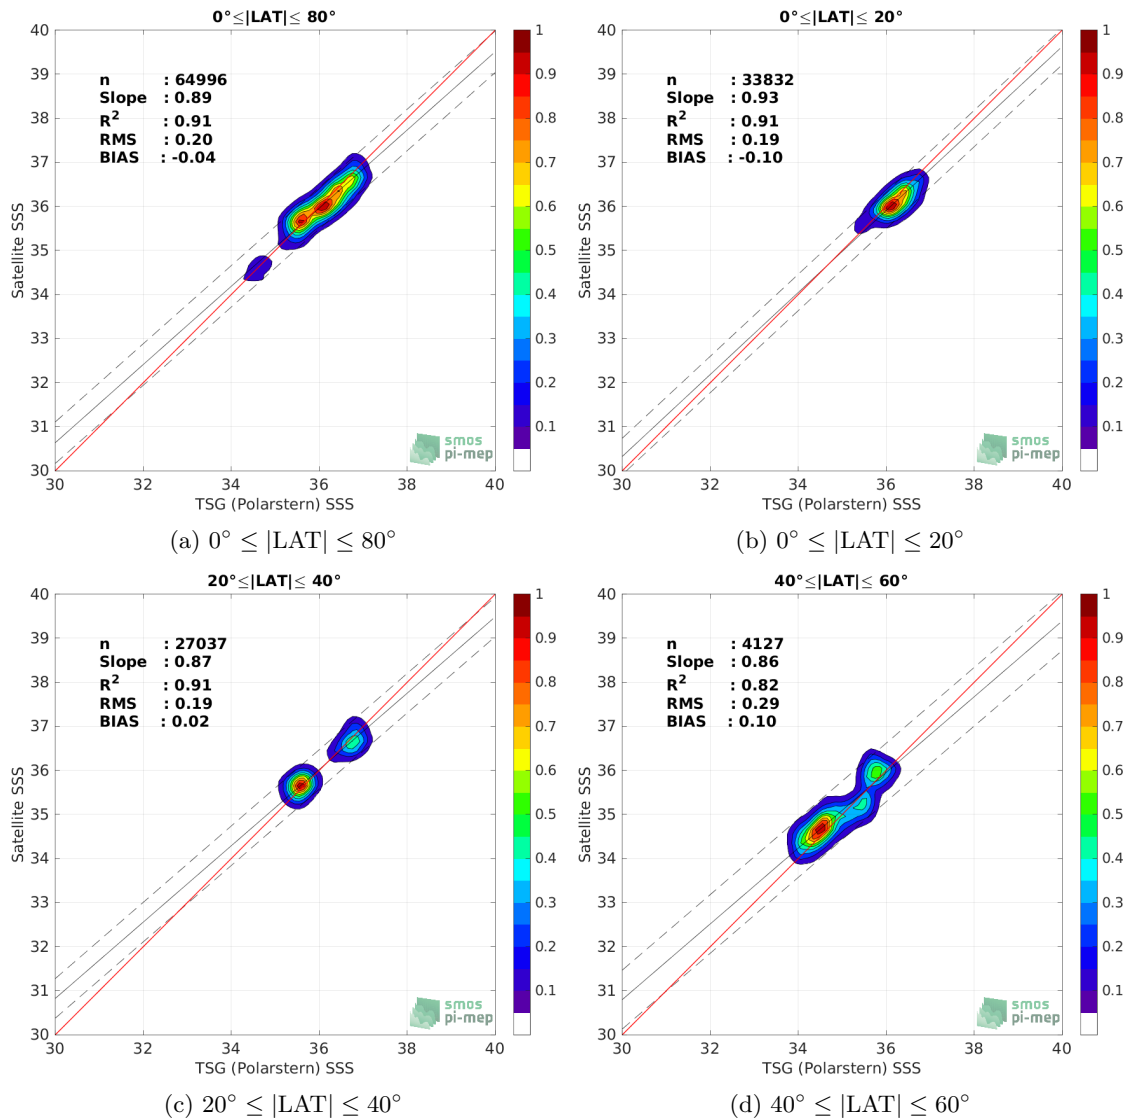 0°≤|LAT|≤ 80°
40
39
38
37
36
35
34
33
32
31
30
30
32
34
36
38
40
Satellite SSS
TSG (Polarstern) SSS
n : 64996
Slope : 0.89
R² : 0.91
RMS : 0.20
BIAS : -0.04
smos
pi-mep
1
0.9
0.8
0.7
0.6
0.5
0.4
0.3
0.2
0.1
(a) 0° ≤ |LAT| ≤ 80°
0°≤|LAT|≤ 20°
40
39
38
37
36
35
34
33
32
31
30
30
32
34
36
38
40
Satellite SSS
TSG (Polarstern) SSS
n : 33832
Slope : 0.93
R² : 0.91
RMS : 0.19
BIAS : -0.10
smos
pi-mep
1
0.9
0.8
0.7
0.6
0.5
0.4
0.3
0.2
0.1
(b) 0° ≤ |LAT| ≤ 20°
20°≤|LAT|≤ 40°
40
39
38
37
36
35
34
33
32
31
30
30
32
34
36
38
40
Satellite SSS
TSG (Polarstern) SSS
n : 27037
Slope : 0.87
R² : 0.91
RMS : 0.19
BIAS : 0.02
smos
pi-mep
1
0.9
0.8
0.7
0.6
0.5
0.4
0.3
0.2
0.1
(c) 20° ≤ |LAT| ≤ 40°
40°≤|LAT|≤ 60°
40
39
38
37
36
35
34
33
32
31
30
30
32
34
36
38
40
Satellite SSS
TSG (Polarstern) SSS
n : 4127
Slope : 0.86
R² : 0.82
RMS : 0.29
BIAS : 0.10
smos
pi-mep
1
0.9
0.8
0.7
0.6
0.5
0.4
0.3
0.2
0.1
(d) 40° ≤ |LAT| ≤ 60°